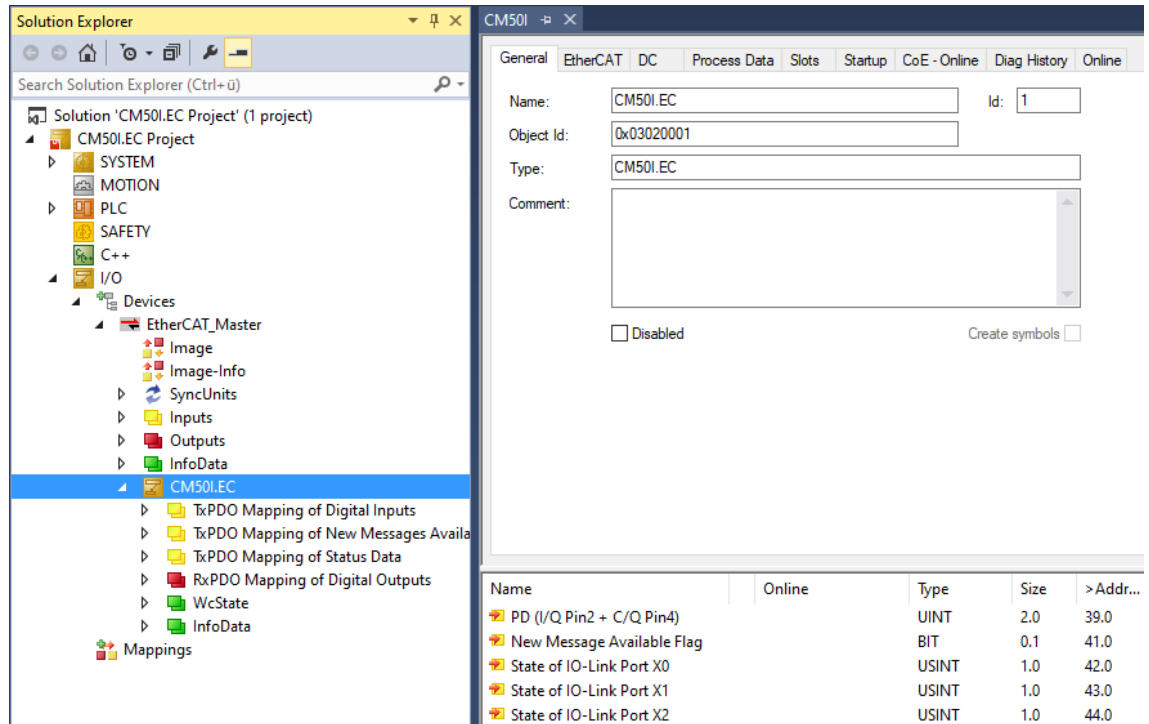 Solution Explorer
Search Solution Explorer (Ctrl+ü)
Solution 'CM50I.EC Project' (1 project)
CM50I.EC Project
SYSTEM
MOTION
PLC
SAFETY
C++
I/O
Devices
EtherCAT_Master
Image
Image-Info
SyncUnits
Inputs
Outputs
InfoData
CM50I.EC
TxPDO Mapping of Digital Inputs
TxPDO Mapping of New Messages Availa
TxPDO Mapping of Status Data
RxPDO Mapping of Digital Outputs
WcState
InfoData
Mappings
CM50I
General EtherCAT DC Process Data Slots Startup CoE - Online Diag History Online
Name: CM50I.EC Id: 1
Object Id: 0x03020001
Type: CM50I.EC
Comment:
Disabled Create symbols
Name Online Type Size >Addr...
PD (I/Q Pin2 + C/Q Pin4) UINT 2.0 39.0
New Message Available Flag BIT 0.1 41.0
State of IO-Link Port X0 USINT 1.0 42.0
State of IO-Link Port X1 USINT 1.0 43.0
State of IO-Link Port X2 USINT 1.0 44.0